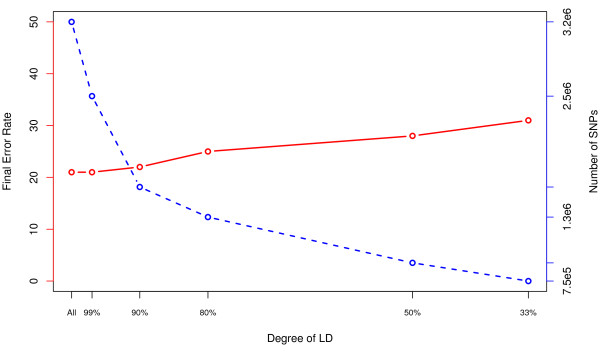 50
40
30
20
10
0
Final Error Rate
3.2e6
2.5e6
1.3e6
7.5e5
Number of SNPs
All 99% 90% 80% 50% 33%
Degree of LD